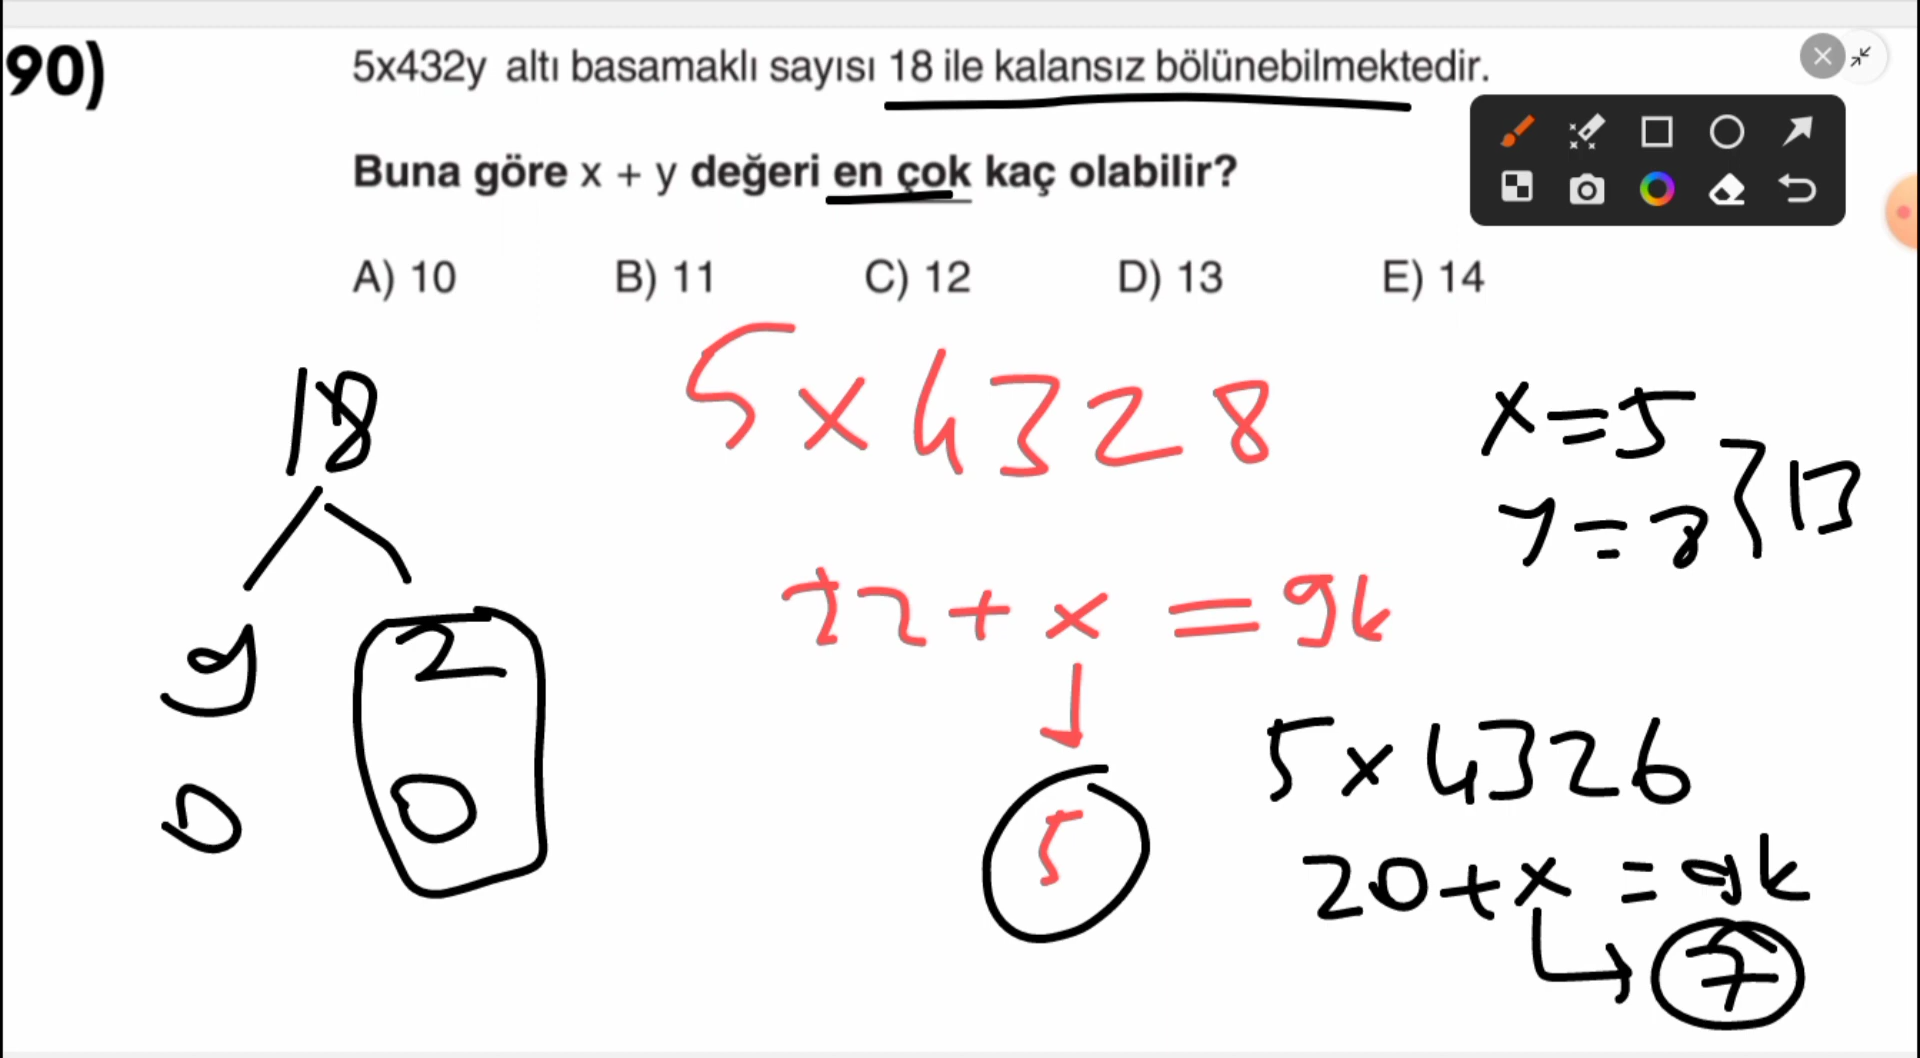 90)
5x432y altı basamaklı sayısı 18 ile kalansız bölünebilmektedir.
Buna göre x + y değeri en çok kaç olabilir?
A) 10 B) 11 C) 12 D) 13 E) 14
18
9 2
0 0
5x4328
22+x=9k
5
x=5
y=8
13
5x4326
20+x=9k
7